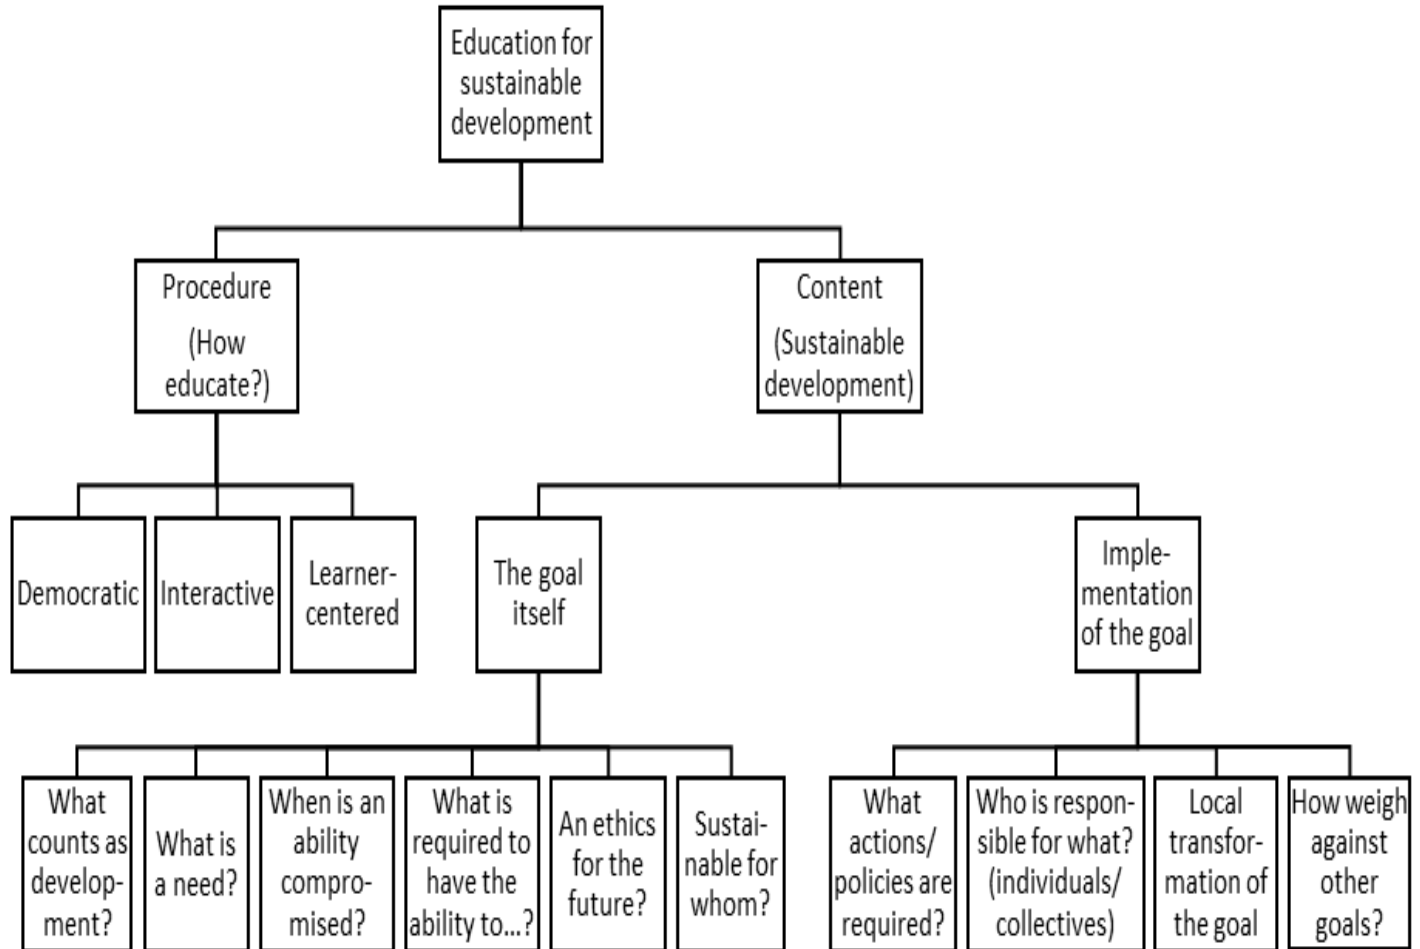 Education for
sustainable
development
Procedure
(How
educate?)
Content
(Sustainable
development)
Democratic
Interactive
Learner-
centered
The goal
itself
Imple-
mentation
of the goal
What
counts as
develop-
ment?
What is
a need?
When is an
ability
compro-
mised?
What is
required to
have the
ability to...?
An ethics
for the
future?
Sustai-
nable for
whom?
What
actions/
policies are
required?
Who is respon-
sible for what?
(individuals/
collectives)
Local
transfor-
mation of
the goal
How weigh
against
other
goals?